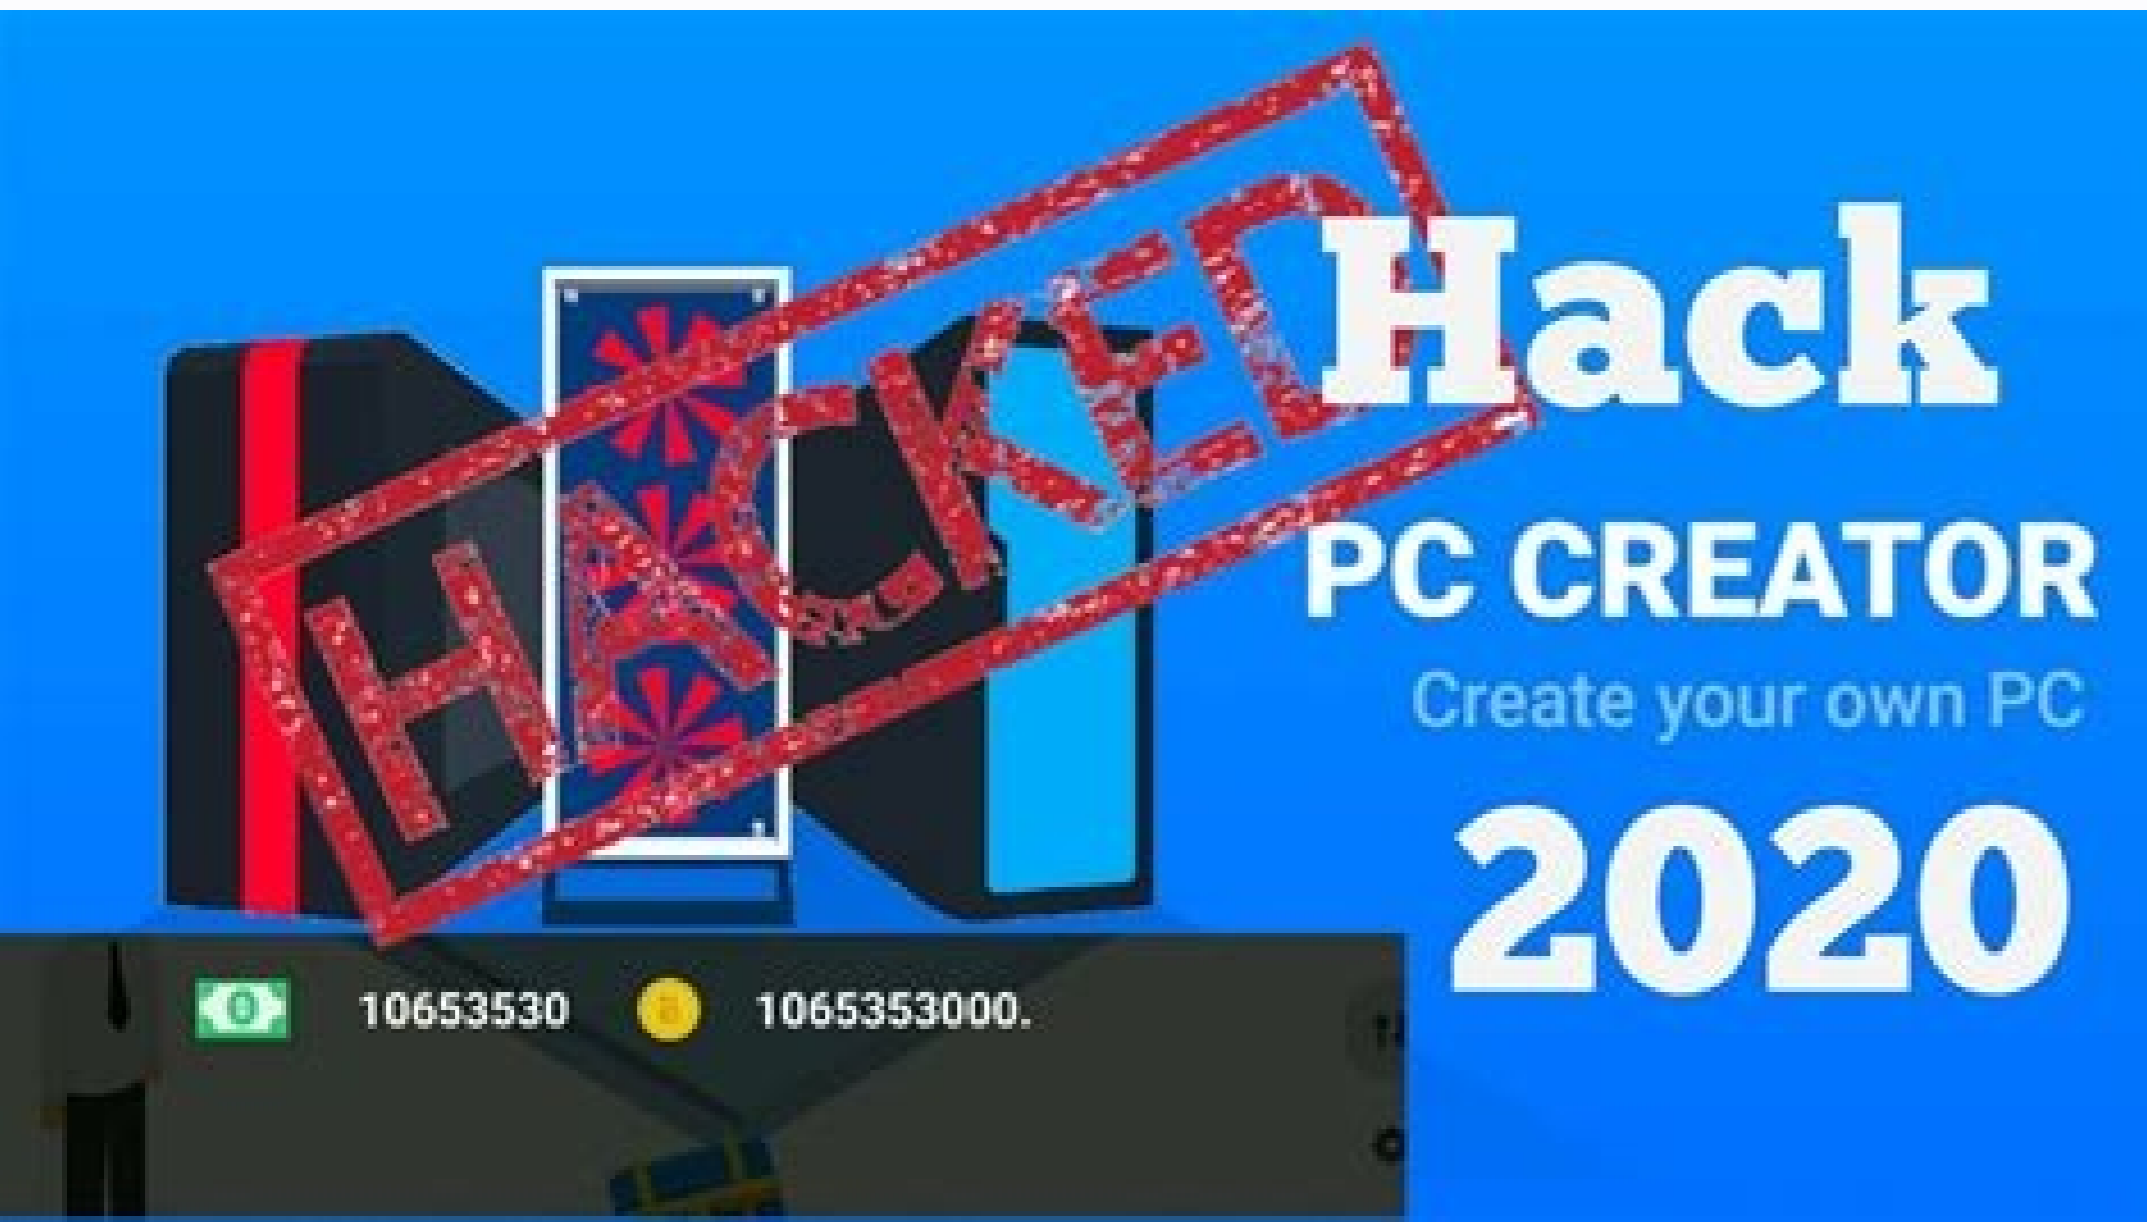 HACKED
Hack
PC CREATOR
Create your own PC
2020
10653530 1065353000.